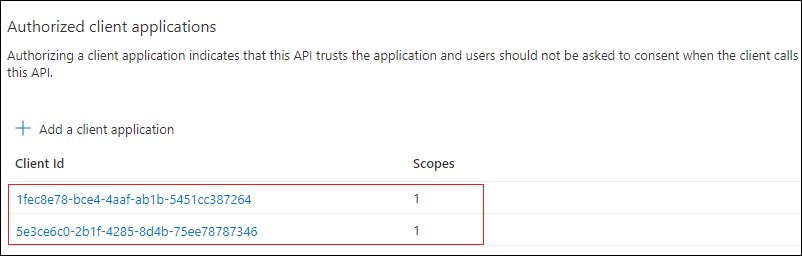 Authorized client applications
Authorizing a client application indicates that this API trusts the application and users should not be asked to consent when the client calls
this API.
Add a client application
Client Id Scopes
1fec8e78-bce4-4aaf-ab1b-5451cc387264 1
5e3ce6c0-2b1f-4285-8d4b-75ee78787346 1